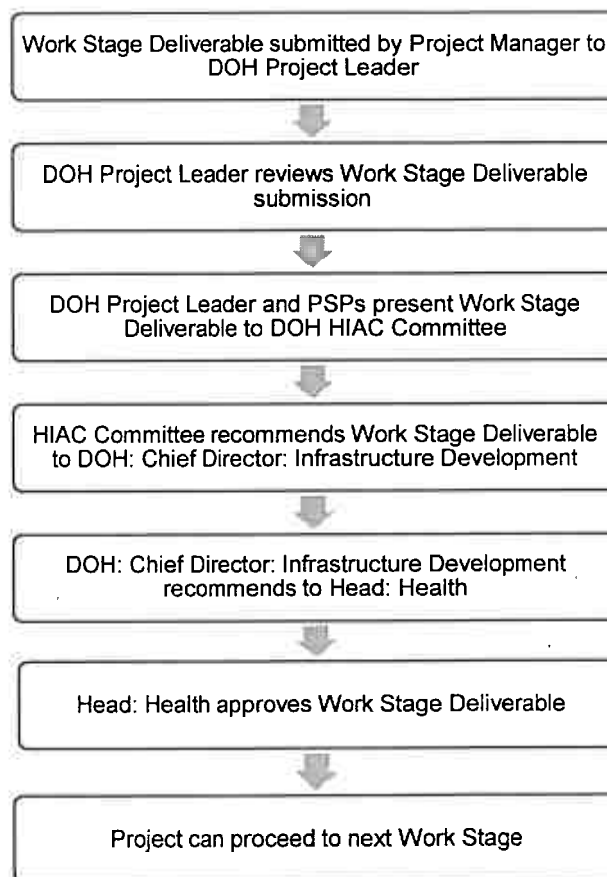 Work Stage Deliverable submitted by Project Manager to
DOH Project Leader
DOH Project Leader reviews Work Stage Deliverable
submission
DOH Project Leader and PSPs present Work Stage
Deliverable to DOH HIAC Committee
HIAC Committee recommends Work Stage Deliverable
to DOH: Chief Director: Infrastructure Development
DOH: Chief Director: Infrastructure Development
recommends to Head: Health
Head: Health approves Work Stage Deliverable
Project can proceed to next Work Stage